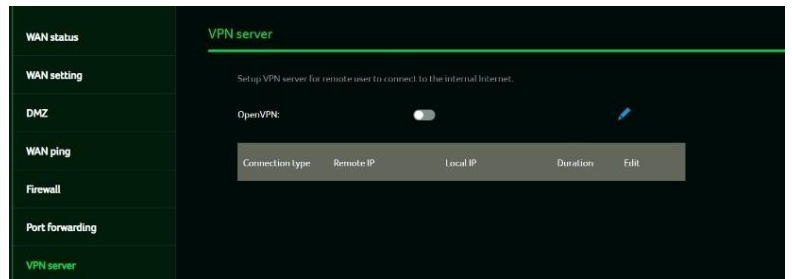 WAN status
WAN setting
DMZ
WAN ping
Firewall
Port forwarding
VPN server
VPN server
Setup VPN server for remote user to connect to the internal Internet.
OpenVPN:
Connection type Remote IP Local IP Duration Edit